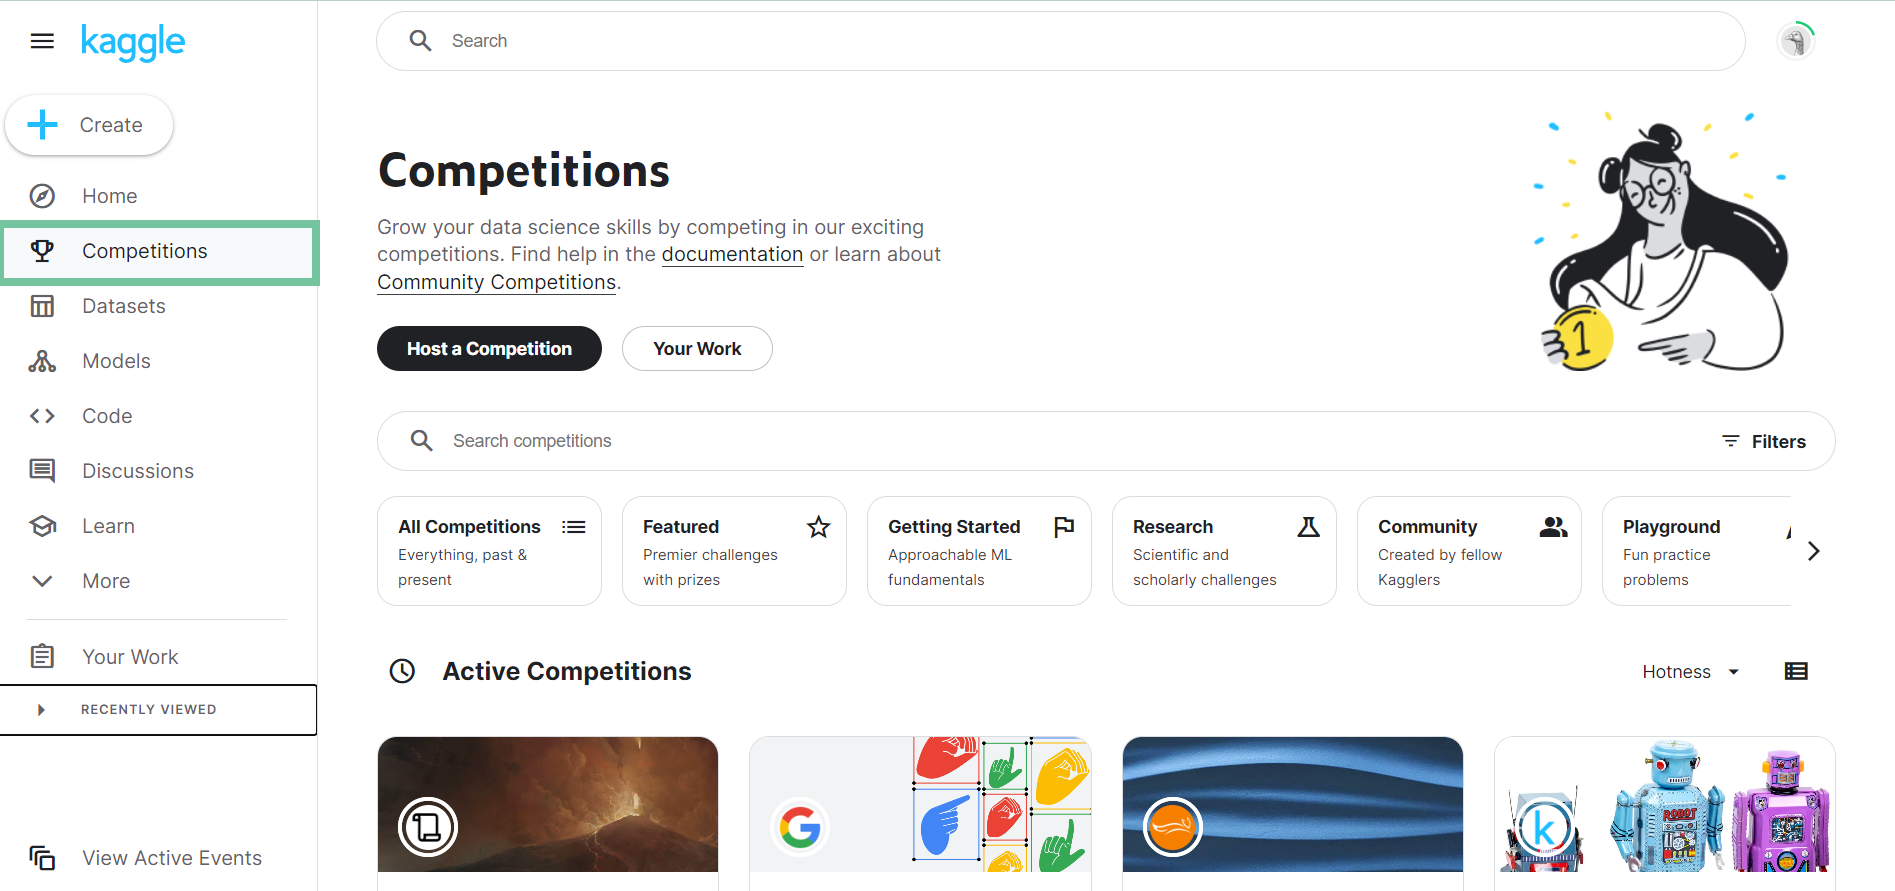 kaggle
Search
Create
Home
Competitions
Datasets
Models
Code
Discussions
Learn
More
Your Work
RECENTLY VIEWED
View Active Events
Competitions
Grow your data science skills by competing in our exciting
competitions. Find help in the documentation or learn about
Community Competitions.
Host a Competition
Your Work
1
Search competitions
Filters
All Competitions
Everything, past &
present
Featured
Premier challenges
with prizes
Getting Started
Approachable ML
fundamentals
Research
Scientific and
scholarly challenges
Community
Created by fellow
Kagglers
Playground
Fun practice
problems
Active Competitions
Hotness
G
k
ROBOT